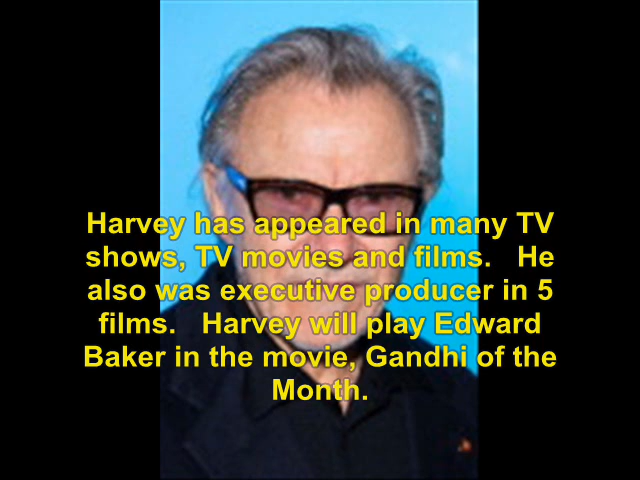 Harvey has appeared in many TV
shows, TV movies and films.   He
also was executive producer in 5
films.   Harvey will play Edward
Baker in the movie, Gandhi of the
Month.